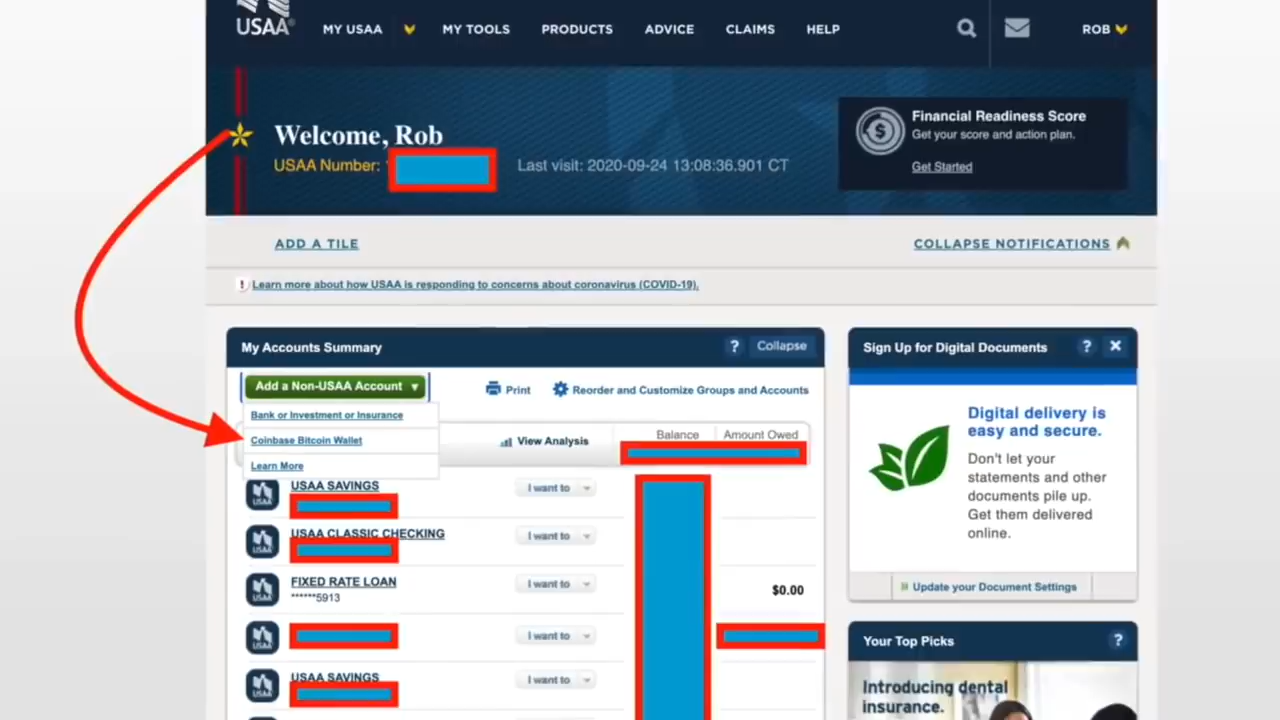 USAA®
MY USAA
MY TOOLS
PRODUCTS
ADVICE
CLAIMS
HELP
ROB
Welcome, Rob
USAA Number:
Last visit: 2020-09-24 13:08:36.901 CT
Financial Readiness Score
Get your score and action plan.
Get Started
ADD A TILE
COLLAPSE NOTIFICATIONS
! Learn more about how USAA is responding to concerns about coronavirus (COVID-19).
My Accounts Summary
? Collapse
Add a Non-USAA Account
Print
Reorder and Customize Groups and Accounts
Bank or Investment or Insurance
Coinbase Bitcoin Wallet
Learn More
View Analysis
Balance
Amount Owed
USAA USAA SAVINGS
I want to
USAA USAA CLASSIC CHECKING
I want to
USAA FIXED RATE LOAN
******5913
I want to
$0.00
USAA
I want to
USAA USAA SAVINGS
I want to
Sign Up for Digital Documents
?
Digital delivery is
easy and secure.
Don't let your
statements and other
documents pile up.
Get them delivered
online.
Update your Document Settings
Your Top Picks
?
Introducing dental
insurance.